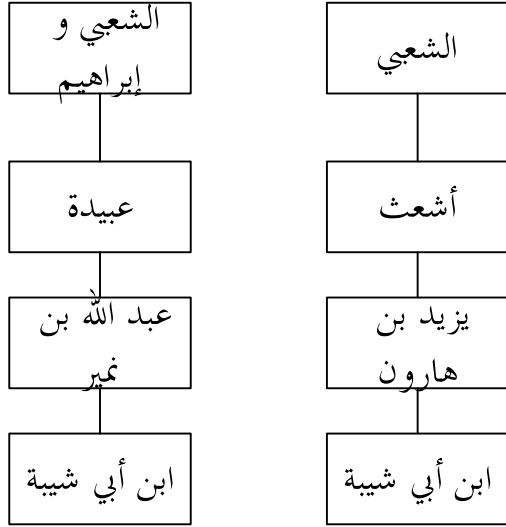 الشعبي
أشعث
يزيد بن
هارون
ابن أبي شيبة
الشعبي و
إبراهيم
عبيدة
عبد الله بن
نمير
ابن أبي شيبة